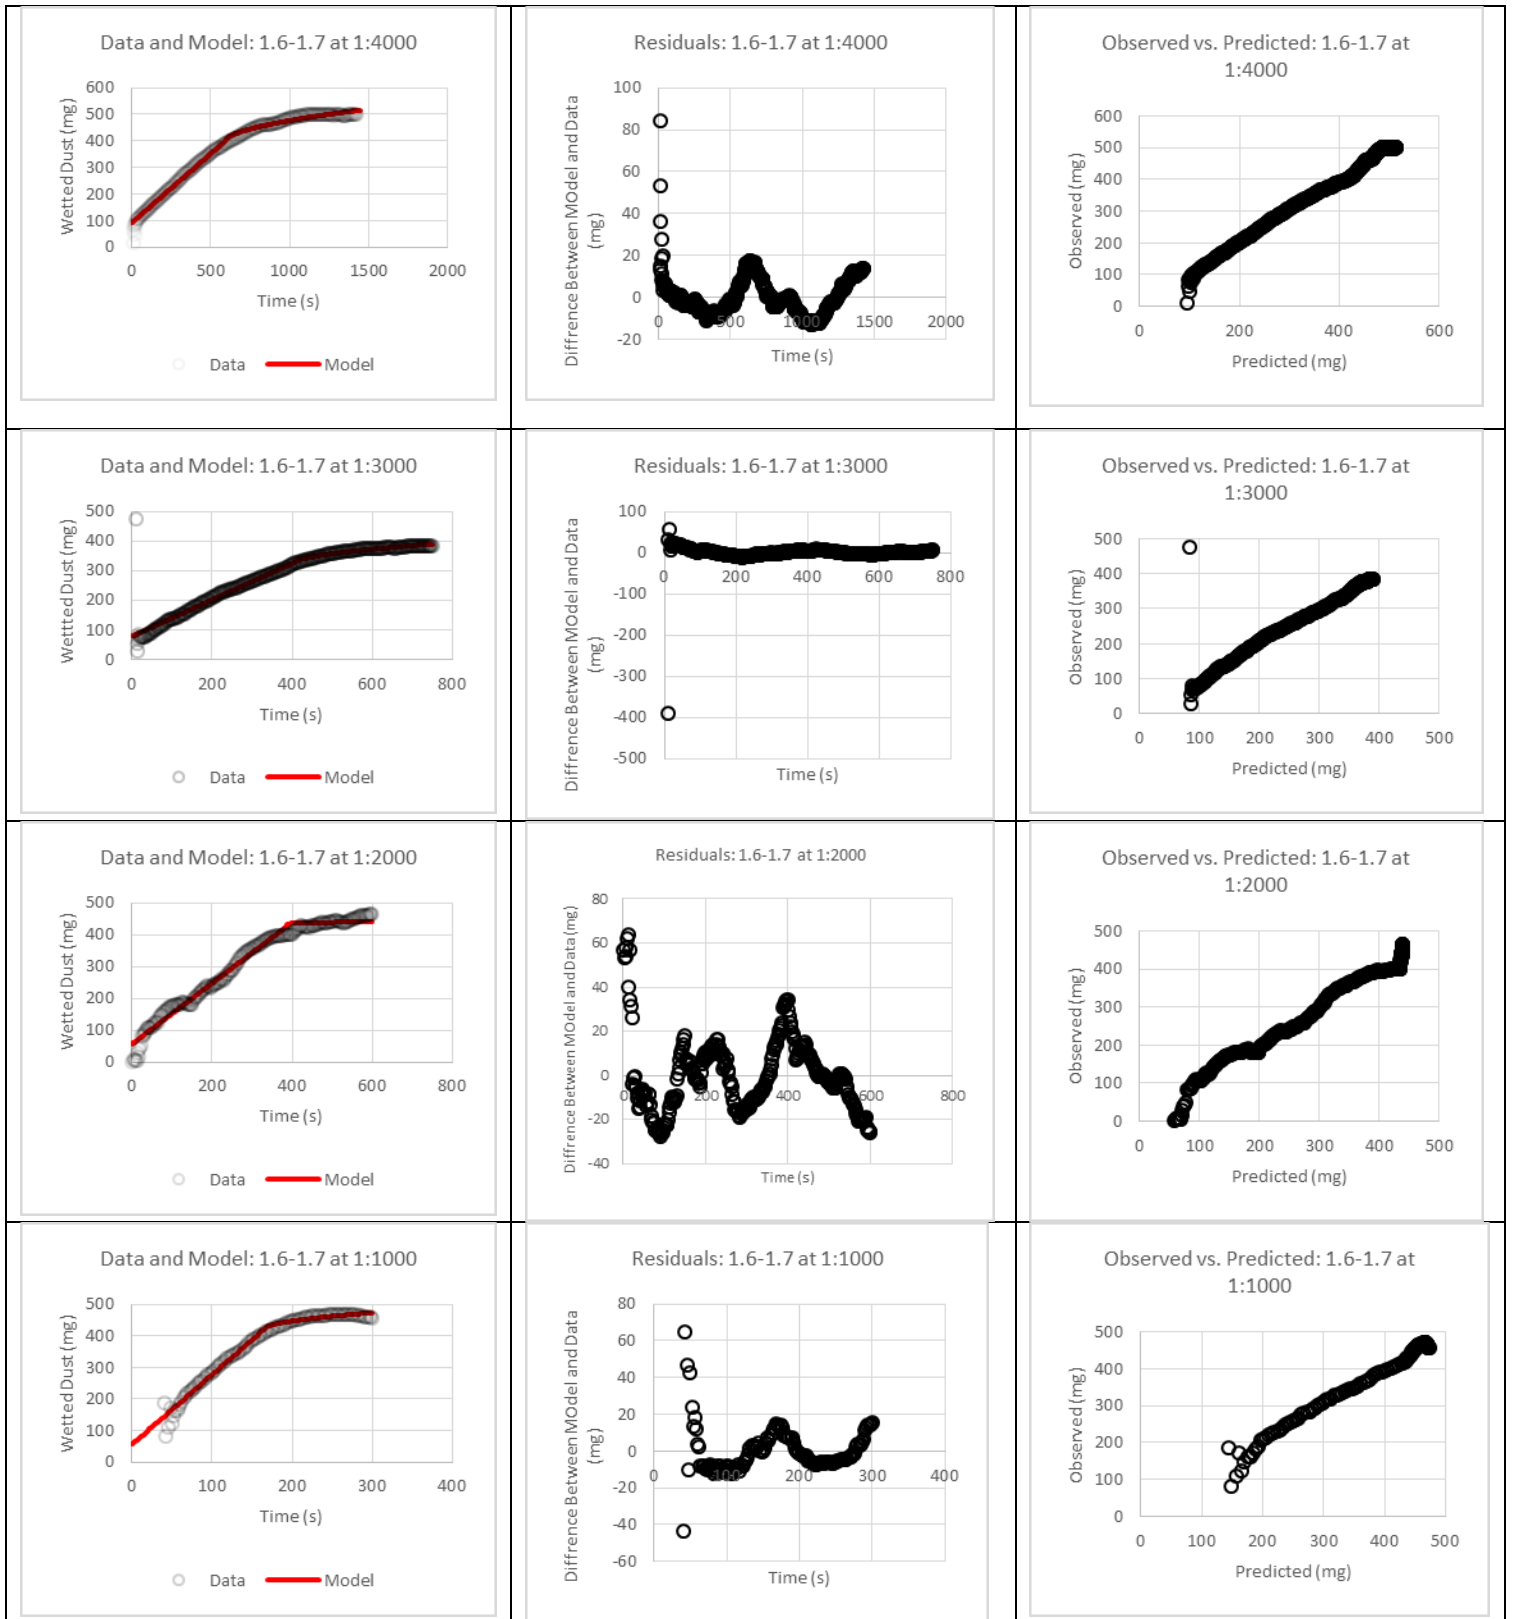 Data and Model: 1.6-1.7 at 1:4000
Wetted Dust (mg)
600
500
400
300
200
100
0
0 500 1000 1500 2000
Time (s)
Data Model
Residuals: 1.6-1.7 at 1:4000
Diffrence Between MOdel and Data
(mg)
100
80
60
40
20
0
-20
0 500 1000 1500 2000
Time (s)
Observed vs. Predicted: 1.6-1.7 at
1:4000
Observed (mg)
600
500
400
300
200
100
0
0 200 400 600
Predicted (mg)
Data and Model: 1.6-1.7 at 1:3000
Wettted Dust (mg)
500
400
300
200
100
0
0 200 400 600 800
Time (s)
Data Model
Residuals: 1.6-1.7 at 1:3000
Diffrence Between MOdel and Data
(mg)
100
0
-100
-200
-300
-400
-500
0 200 400 600 800
Time (s)
Observed vs. Predicted: 1.6-1.7 at
1:3000
Observed (mg)
500
400
300
200
100
0
0 100 200 300 400 500
Predicted (mg)
Data and Model: 1.6-1.7 at 1:2000
Wetted Dust (mg)
500
400
300
200
100
0
0 200 400 600 800
Time (s)
Data Model
Residuals: 1.6-1.7 at 1:2000
Diffrence Between MOdel and Data (mg)
80
60
40
20
0
-20
-40
0 200 400 600 800
Time (s)
Observed vs. Predicted: 1.6-1.7 at
1:2000
Observed (mg)
500
400
300
200
100
0
0 100 200 300 400 500
Predicted (mg)
Data and Model: 1.6-1.7 at 1:1000
Wetted Dust (mg)
500
400
300
200
100
0
0 100 200 300 400
Time (s)
Data Model
Residuals: 1.6-1.7 at 1:1000
Diffrence Between MOdel and Data
(mg)
80
60
40
20
0
-20
-40
-60
0 100 200 300 400
Time (s)
Observed vs. Predicted: 1.6-1.7 at
1:1000
Observed (mg)
500
400
300
200
100
0
0 100 200 300 400 500
Predicted (mg)